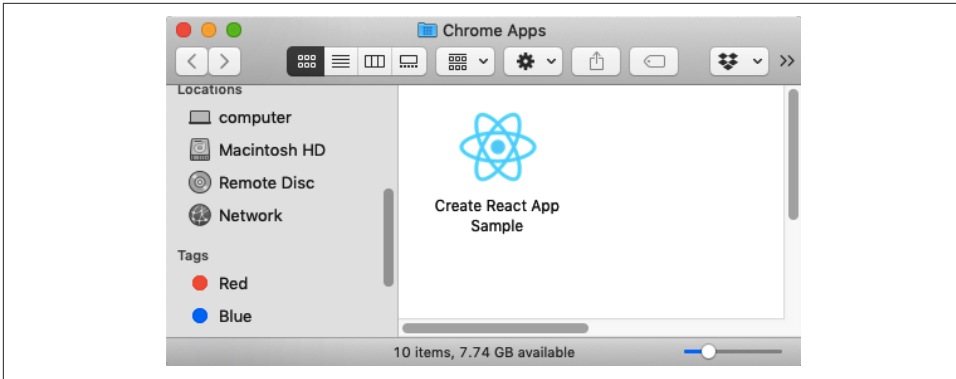 Chrome Apps
Locations
computer
Macintosh HD
Remote Disc
Network
Tags
Red
Blue
Create React App
Sample
10 items, 7.74 GB available